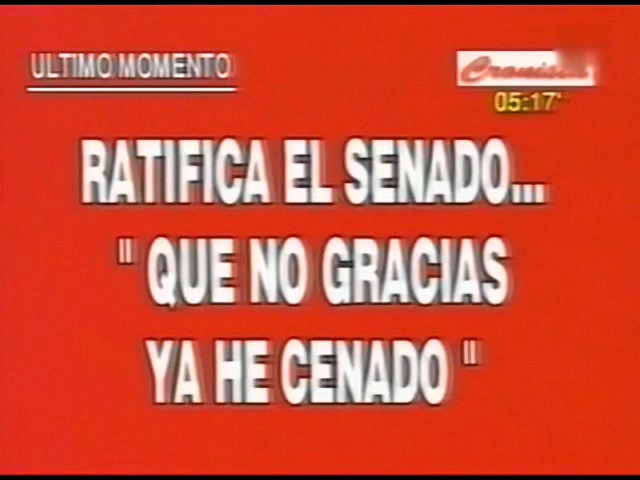 ULTIMO MOMENTO
05:17'
RATIFICA EL SENADO...
" QUE NO GRACIAS
YA HE CENADO "